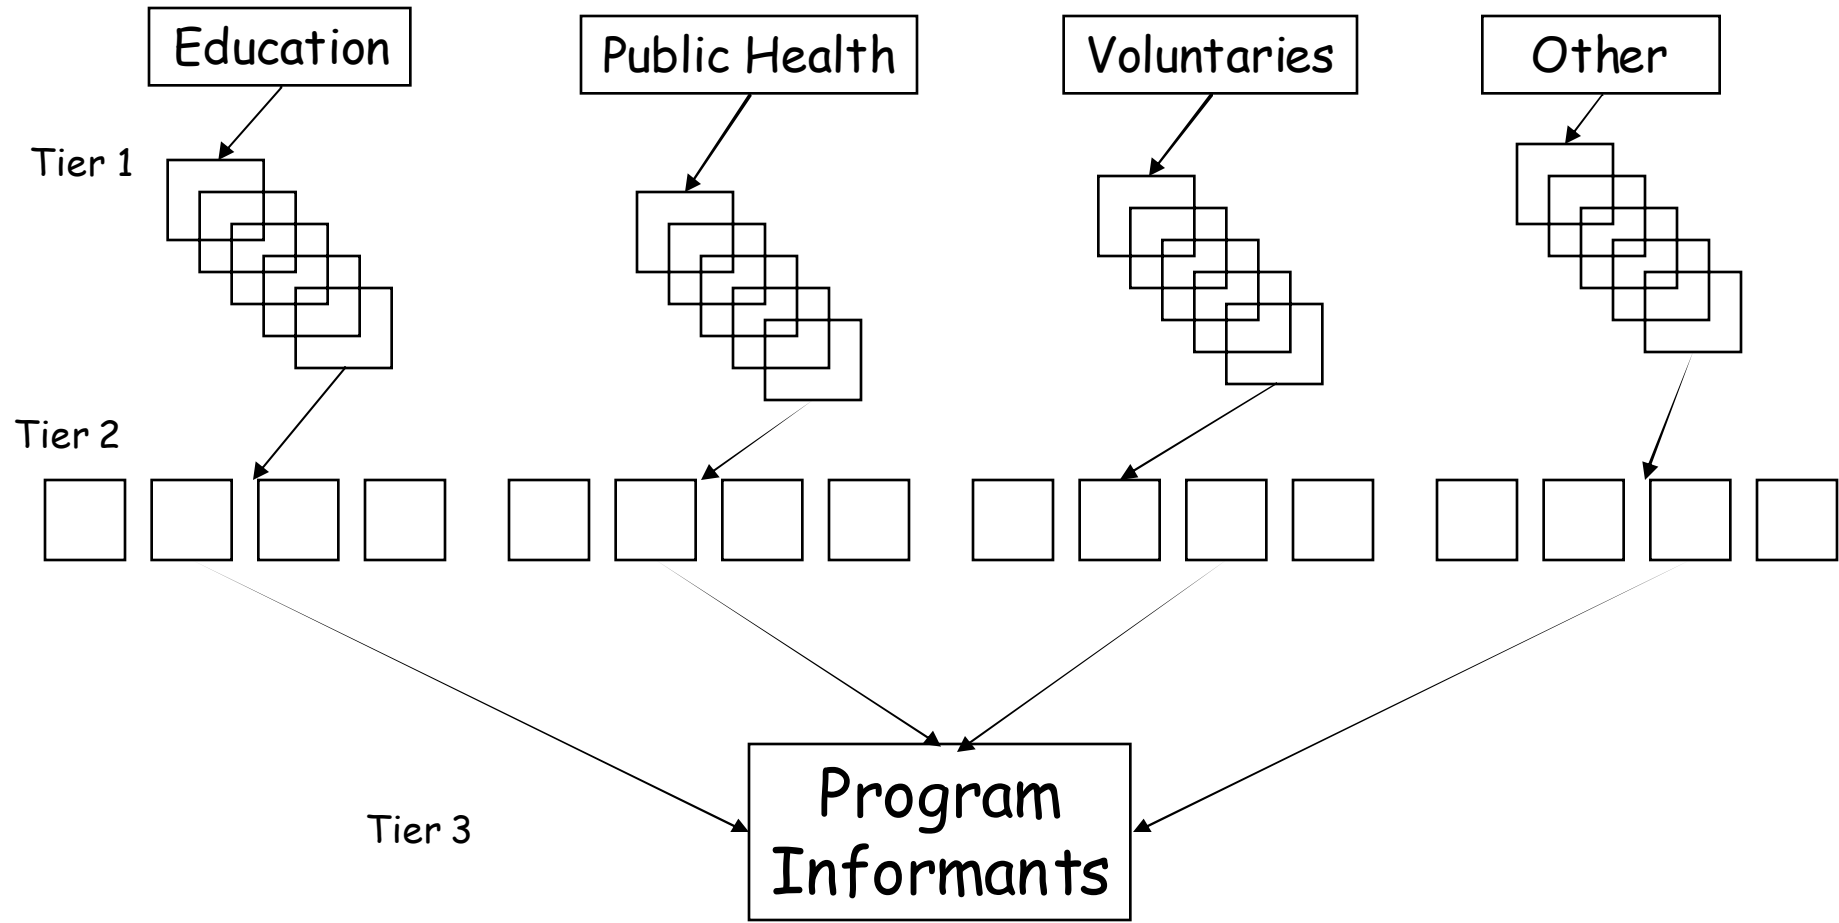 Education
Public Health
Voluntaries
Other
Tier 1
Tier 2
Tier 3
Program
Informants